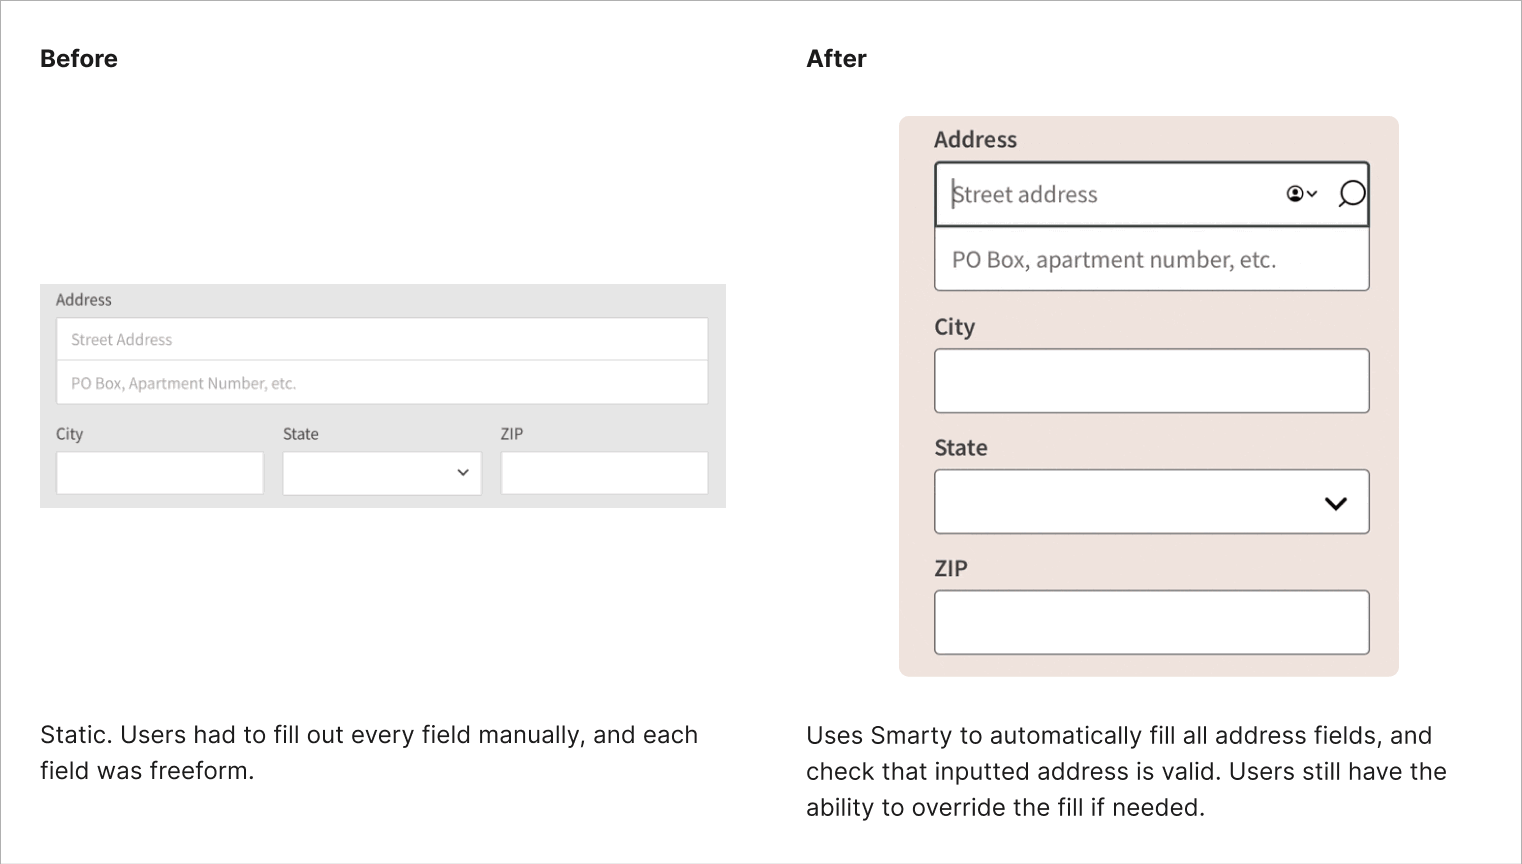 Before
Address
Street Address
PO Box, Apartment Number, etc.
City
State
ZIP
Static. Users had to fill out every field manually, and each
field was freeform.
After
Address
Street address
PO Box, apartment number, etc.
City
State
ZIP
Uses Smarty to automatically fill all address fields, and
check that inputted address is valid. Users still have the
ability to override the fill if needed.